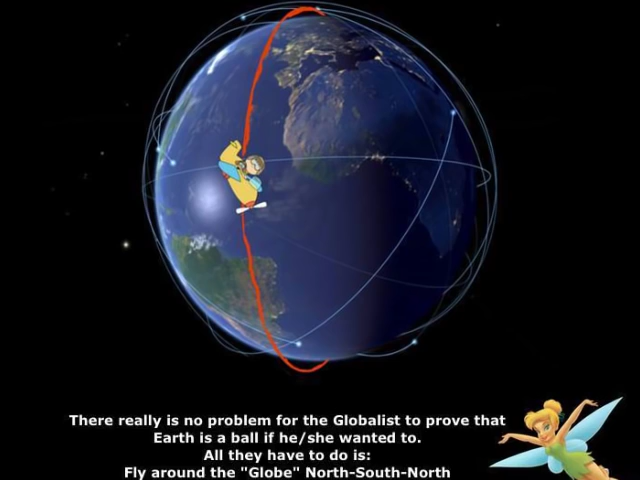 There really is no problem for the Globalist to prove that
Earth is a ball if he/she wanted to.
All they have to do is:
Fly around the "Globe" North-South-North